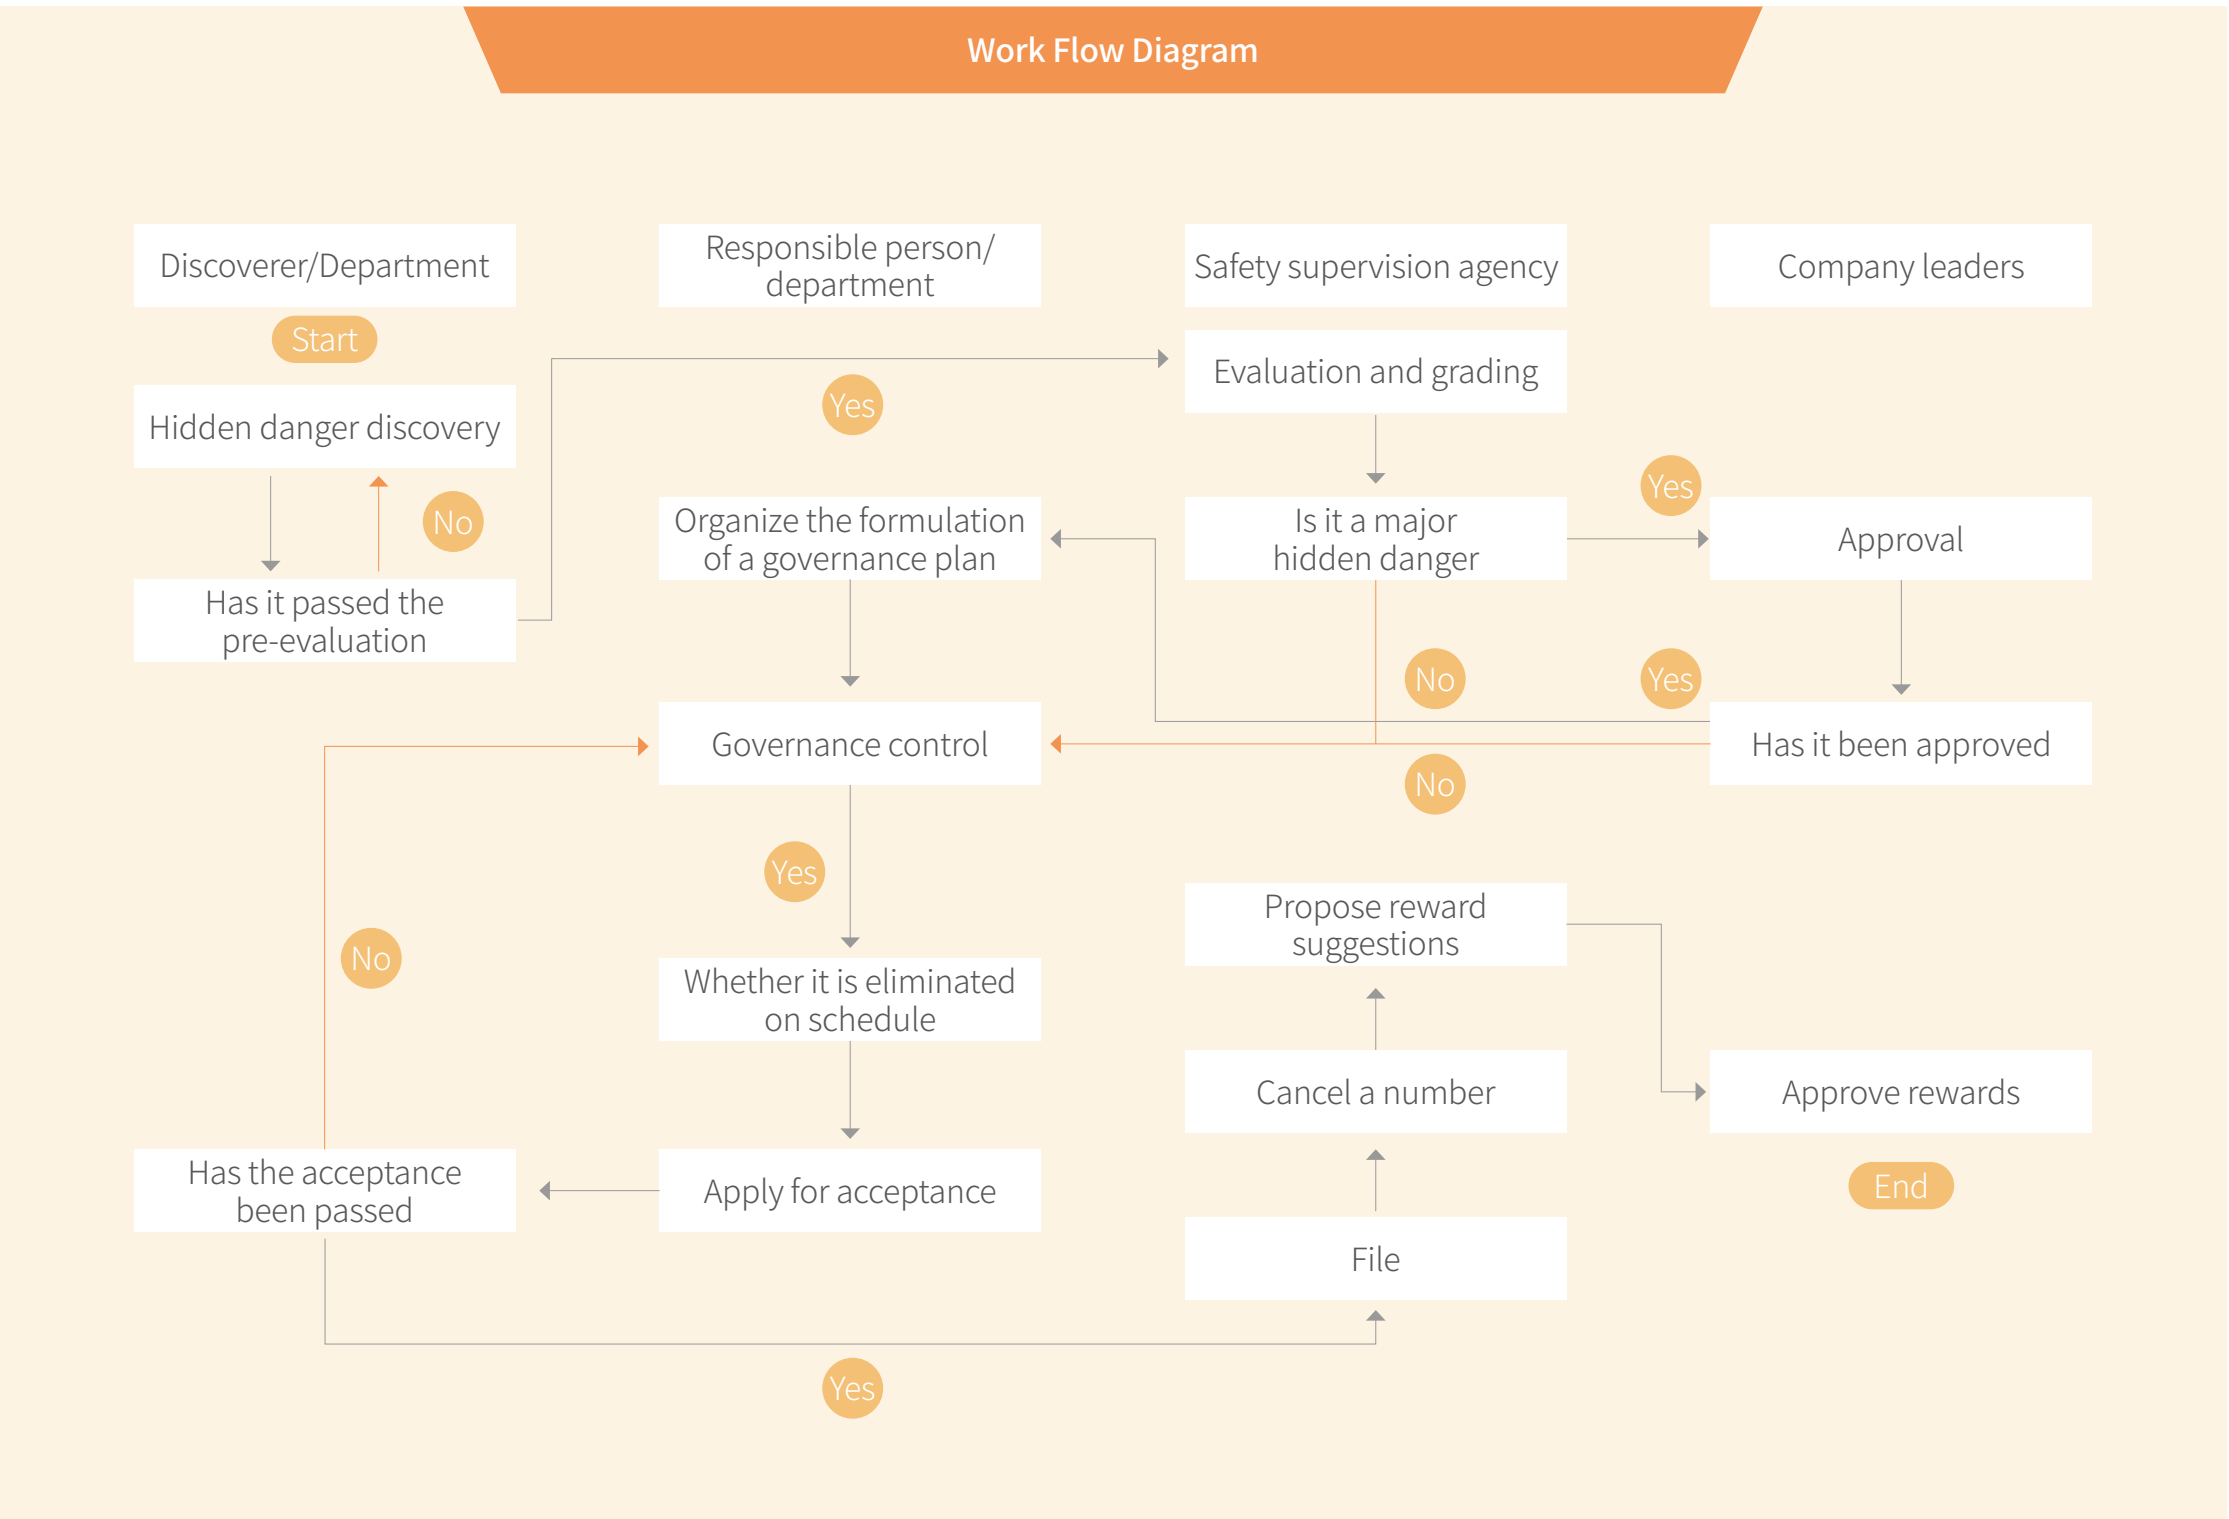 Work Flow Diagram
Discoverer/Department
Responsible person/
department
Safety supervision agency
Company leaders
Start
Evaluation and grading
Hidden danger discovery
Yes
No
Yes
Organize the formulation
of a governance plan
Is it a major
hidden danger
Approval
Has it passed the
pre-evaluation
No
Yes
Governance control
Has it been approved
No
Yes
Propose reward
suggestions
No
Whether it is eliminated
on schedule
Cancel a number
Approve rewards
Has the acceptance
been passed
Apply for acceptance
End
File
Yes